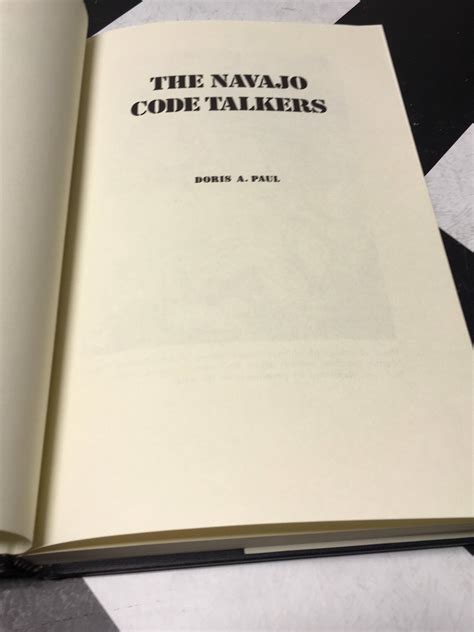 THE NAVAJO
CODE TALKERS
DORIS A. PAUL